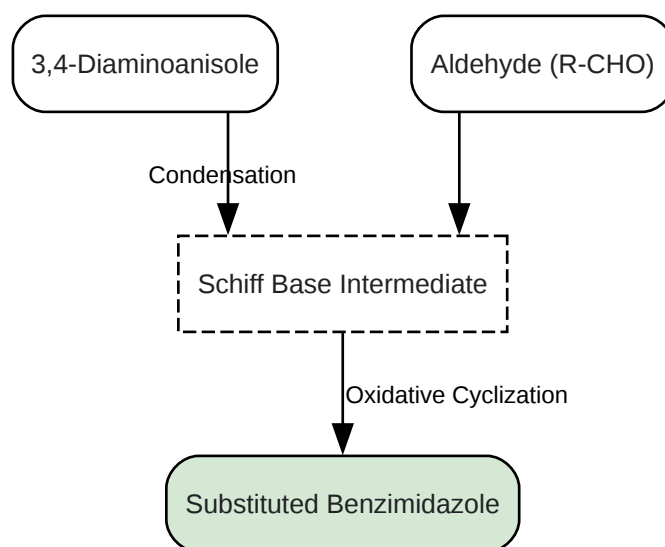 3,4-Diaminoanisole
Aldehyde (R-CHO)
Condensation
Schiff Base Intermediate
Oxidative Cyclization
Substituted Benzimidazole